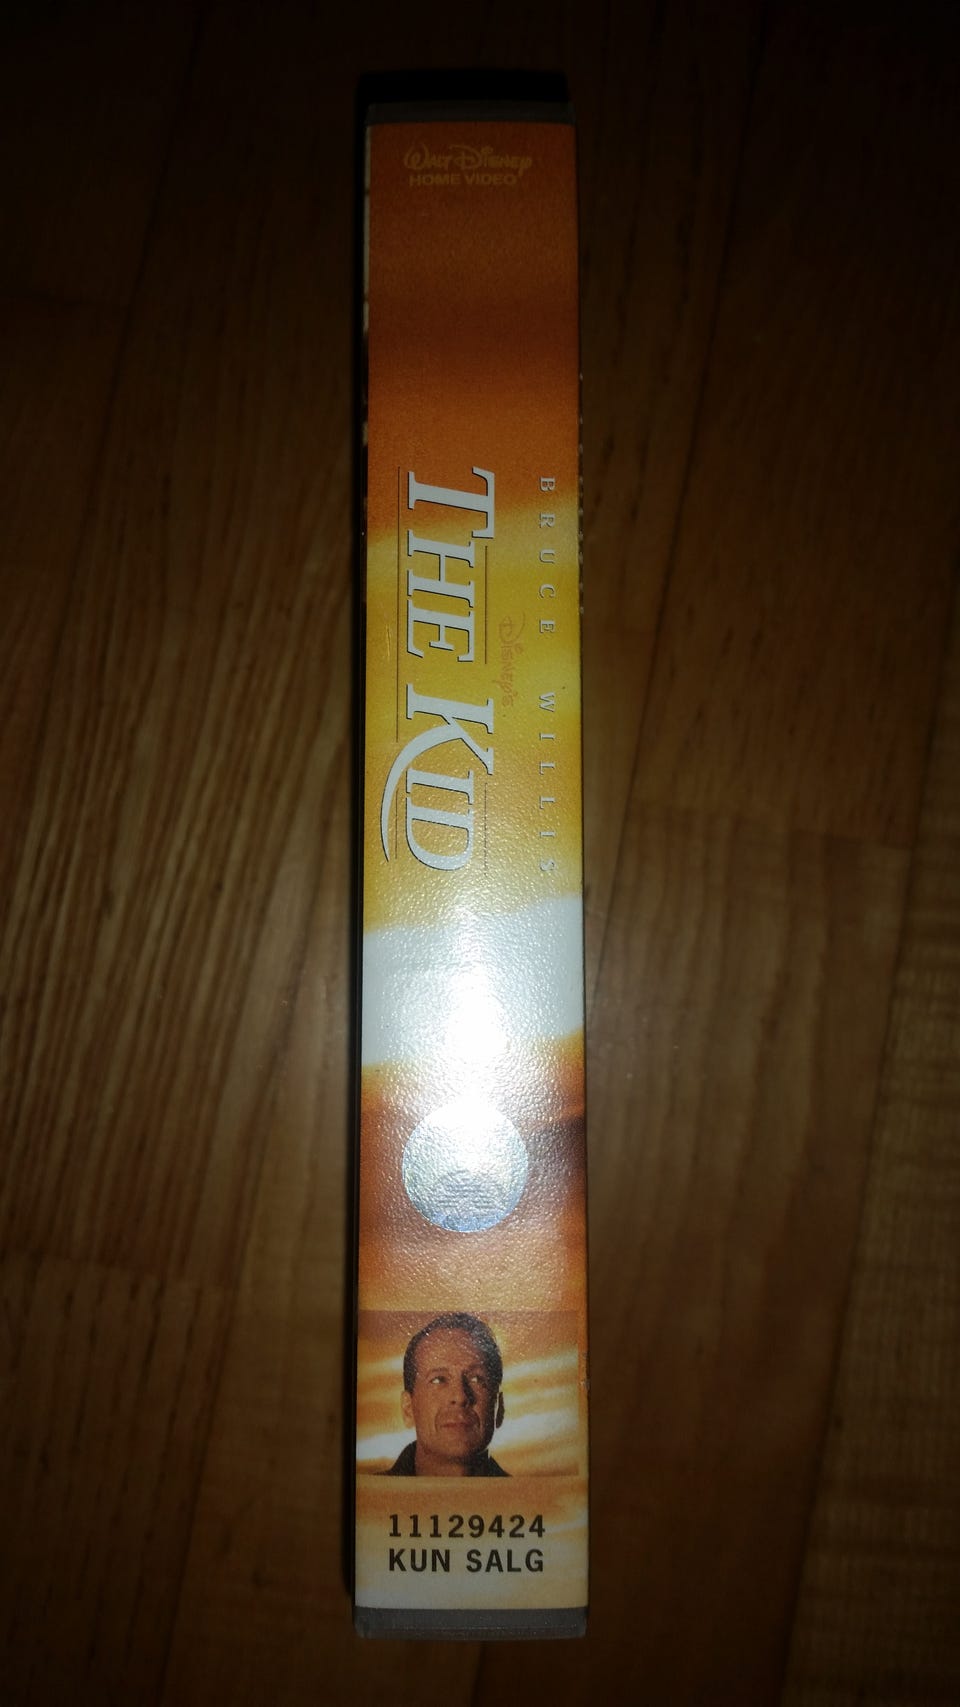 WALT DISNEY
HOME VIDEO
BRUCE WILLIS
DISNEY'S
THE KID
11129424
KUN SALG